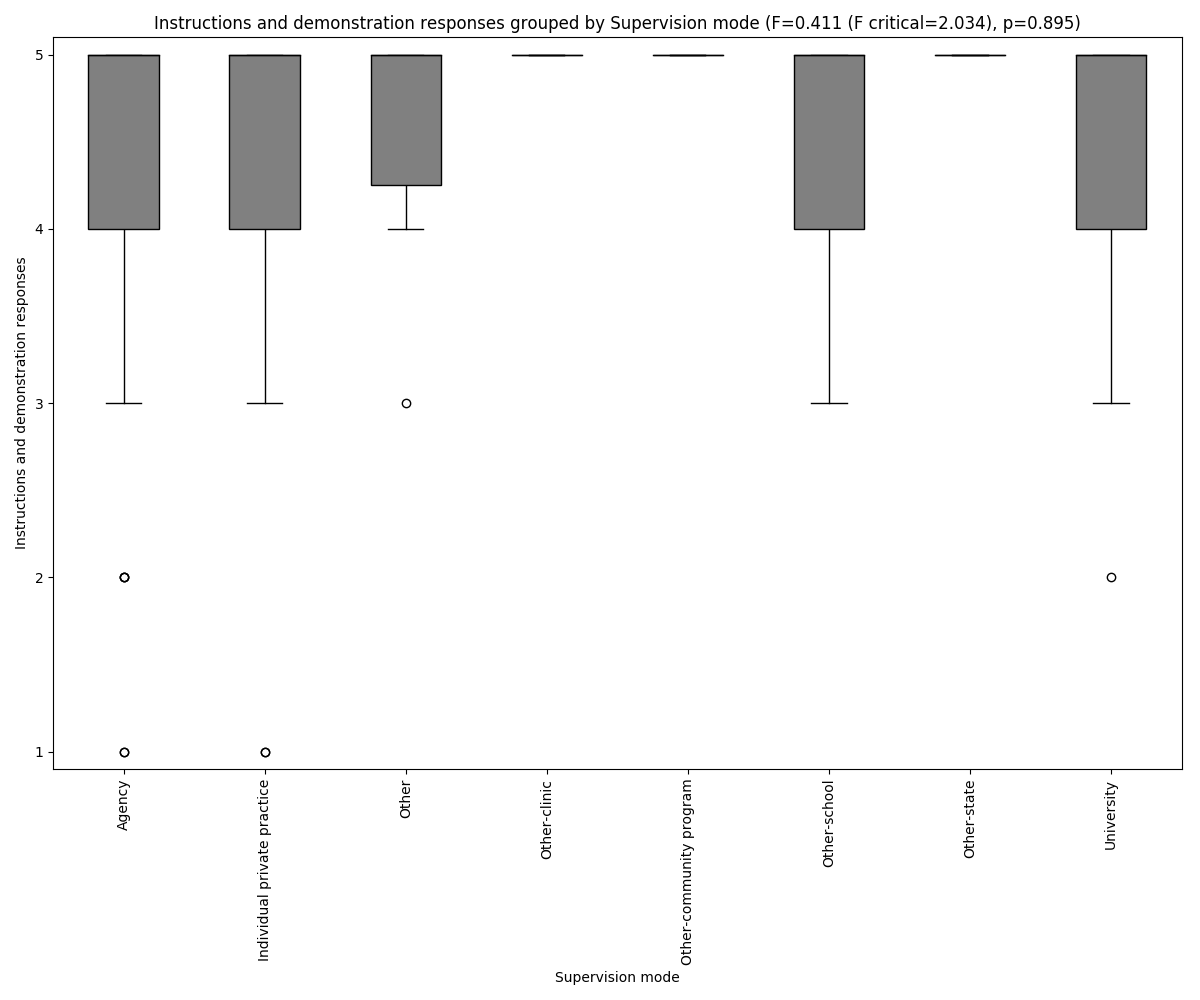 Instructions and demonstration responses grouped by Supervision mode (F=0.411 (F critical=2.034), p=0.895)
Instructions and demonstration responses
5
4
3
2
1
Agency
Individual private practice
Other
Other-clinic
Other-community program
Other-school
Other-state
University
Supervision mode